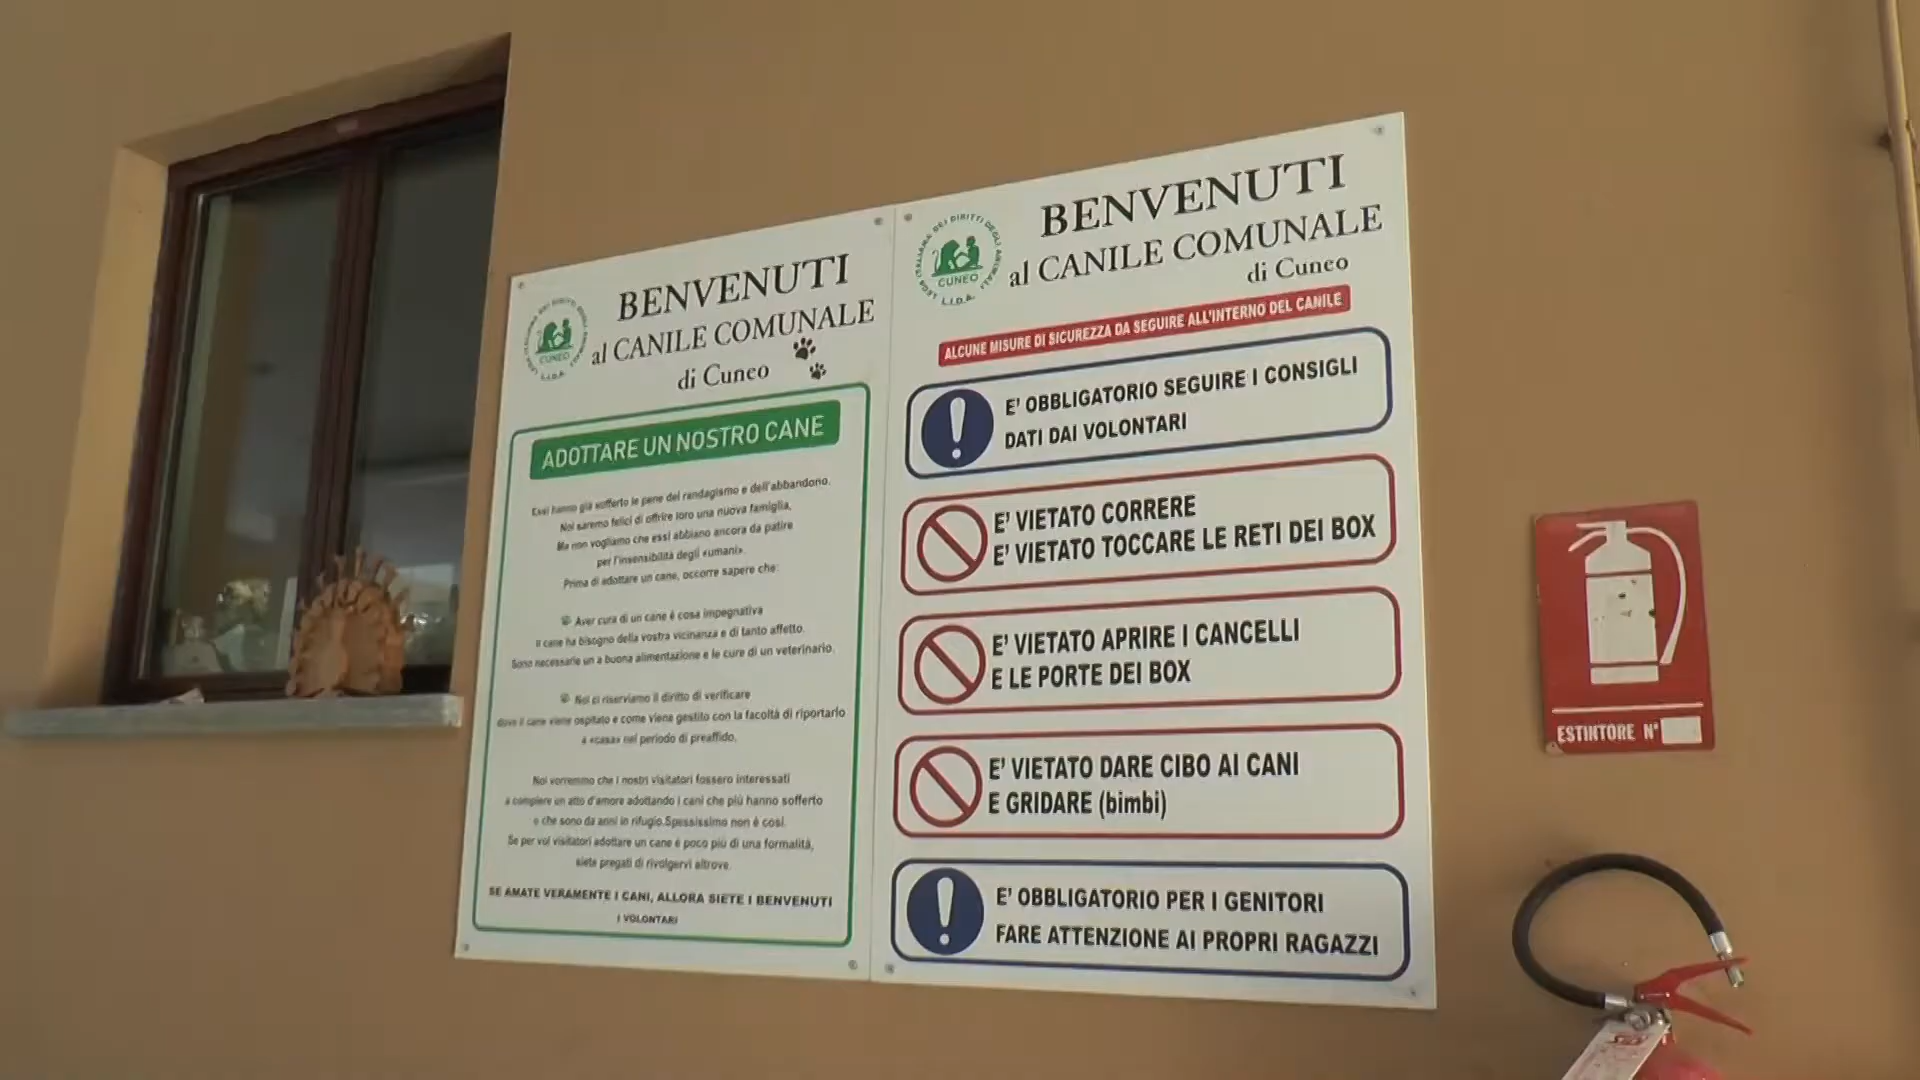 BENVENUTI
al CANILE COMUNALE
di Cuneo
LEGA ITALIANA DEI DIRITTI DEGLI ANIMALI
CUNEO
L.I.D.A.
ADOTTARE UN NOSTRO CANE
Essi hanno già sofferto le pene del randagismo e dell'abbandono.
Noi saremo felici di offrire loro una nuova famiglia,
Ma non vogliamo che essi abbiano ancora da patire
per l'insensibilità degli «umani».
Prima di adottare un cane, occorre sapere che:
Aver cura di un cane è cosa impegnativa
Il cane ha bisogno della vostra vicinanza e di tanto affetto.
Sono necessarie un a buona alimentazione e le cure di un veterinario.
Noi ci riserviamo il diritto di verificare
dove il cane viene ospitato e come viene gestito con la facoltà di riportarlo
a «casa» nel periodo di preaffido.
Noi vorremmo che i nostri visitatori fossero interessati
a compiere un atto d'amore adottando i cani che più hanno sofferto
o che sono da anni in rifugio.Spessissimo non è così.
Se per voi visitatori adottare un cane è poco più di una formalità,
siete pregati di rivolgervi altrove.
SE AMATE VERAMENTE I CANI, ALLORA SIETE I BENVENUTI
I VOLONTARI
BENVENUTI
al CANILE COMUNALE
di Cuneo
LEGA ITALIANA DEI DIRITTI DEGLI ANIMALI
CUNEO
L.I.D.A.
ALCUNE MISURE DI SICUREZZA DA SEGUIRE ALL'INTERNO DEL CANILE
E' OBBLIGATORIO SEGUIRE I CONSIGLI
DATI DAI VOLONTARI
E' VIETATO CORRERE
E' VIETATO TOCCARE LE RETI DEI BOX
E' VIETATO APRIRE I CANCELLI
E LE PORTE DEI BOX
E' VIETATO DARE CIBO AI CANI
E GRIDARE (bimbi)
E' OBBLIGATORIO PER I GENITORI
FARE ATTENZIONE AI PROPRI RAGAZZI
ESTINTORE N°